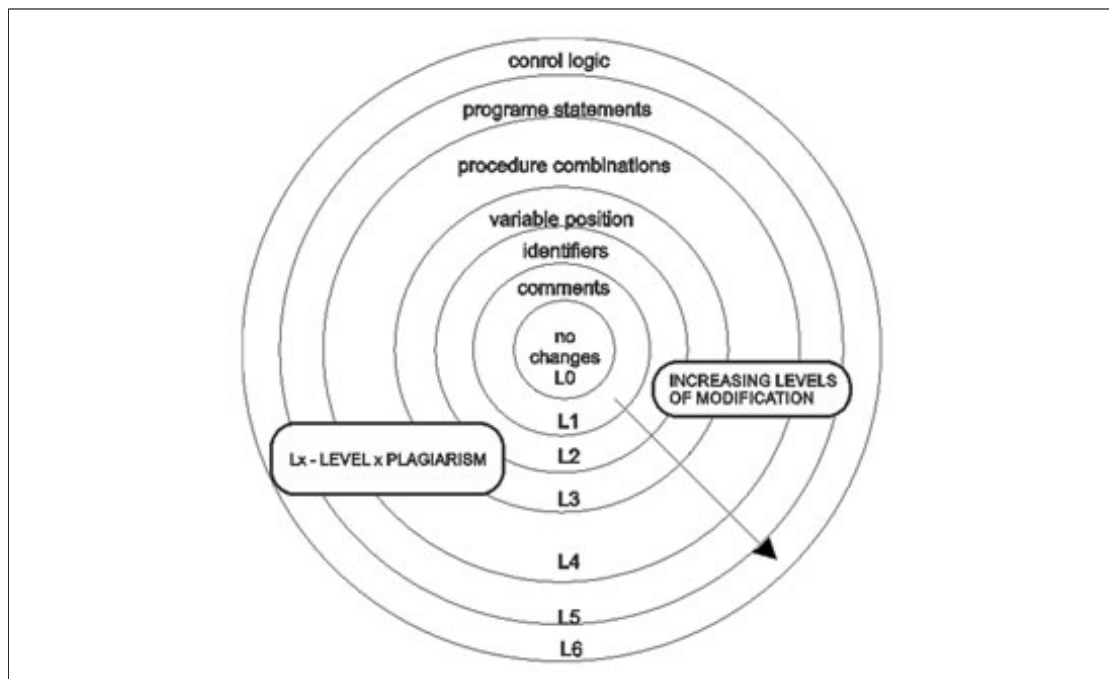 conrol logic
programe statements
procedure combinations
variable position
identifiers
comments
no
changes
L0
INCREASING LEVELS
OF MODIFICATION
L1
Lx - LEVEL x PLAGIARISM
L2
L3
L4
L5
L6